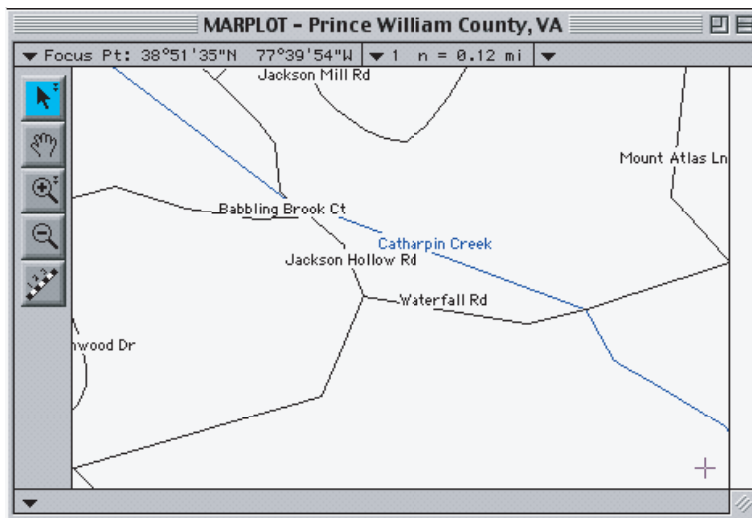 MARPLOT – Prince William County, VA
Focus Pt: 38°51'35"N 77°39'54"W 1 n = 0.12 mi
Jackson Mill Rd
Mount Atlas Ln
Babbling Brook Ct
Catharpin Creek
Jackson Hollow Rd
Waterfall Rd
nwood Dr